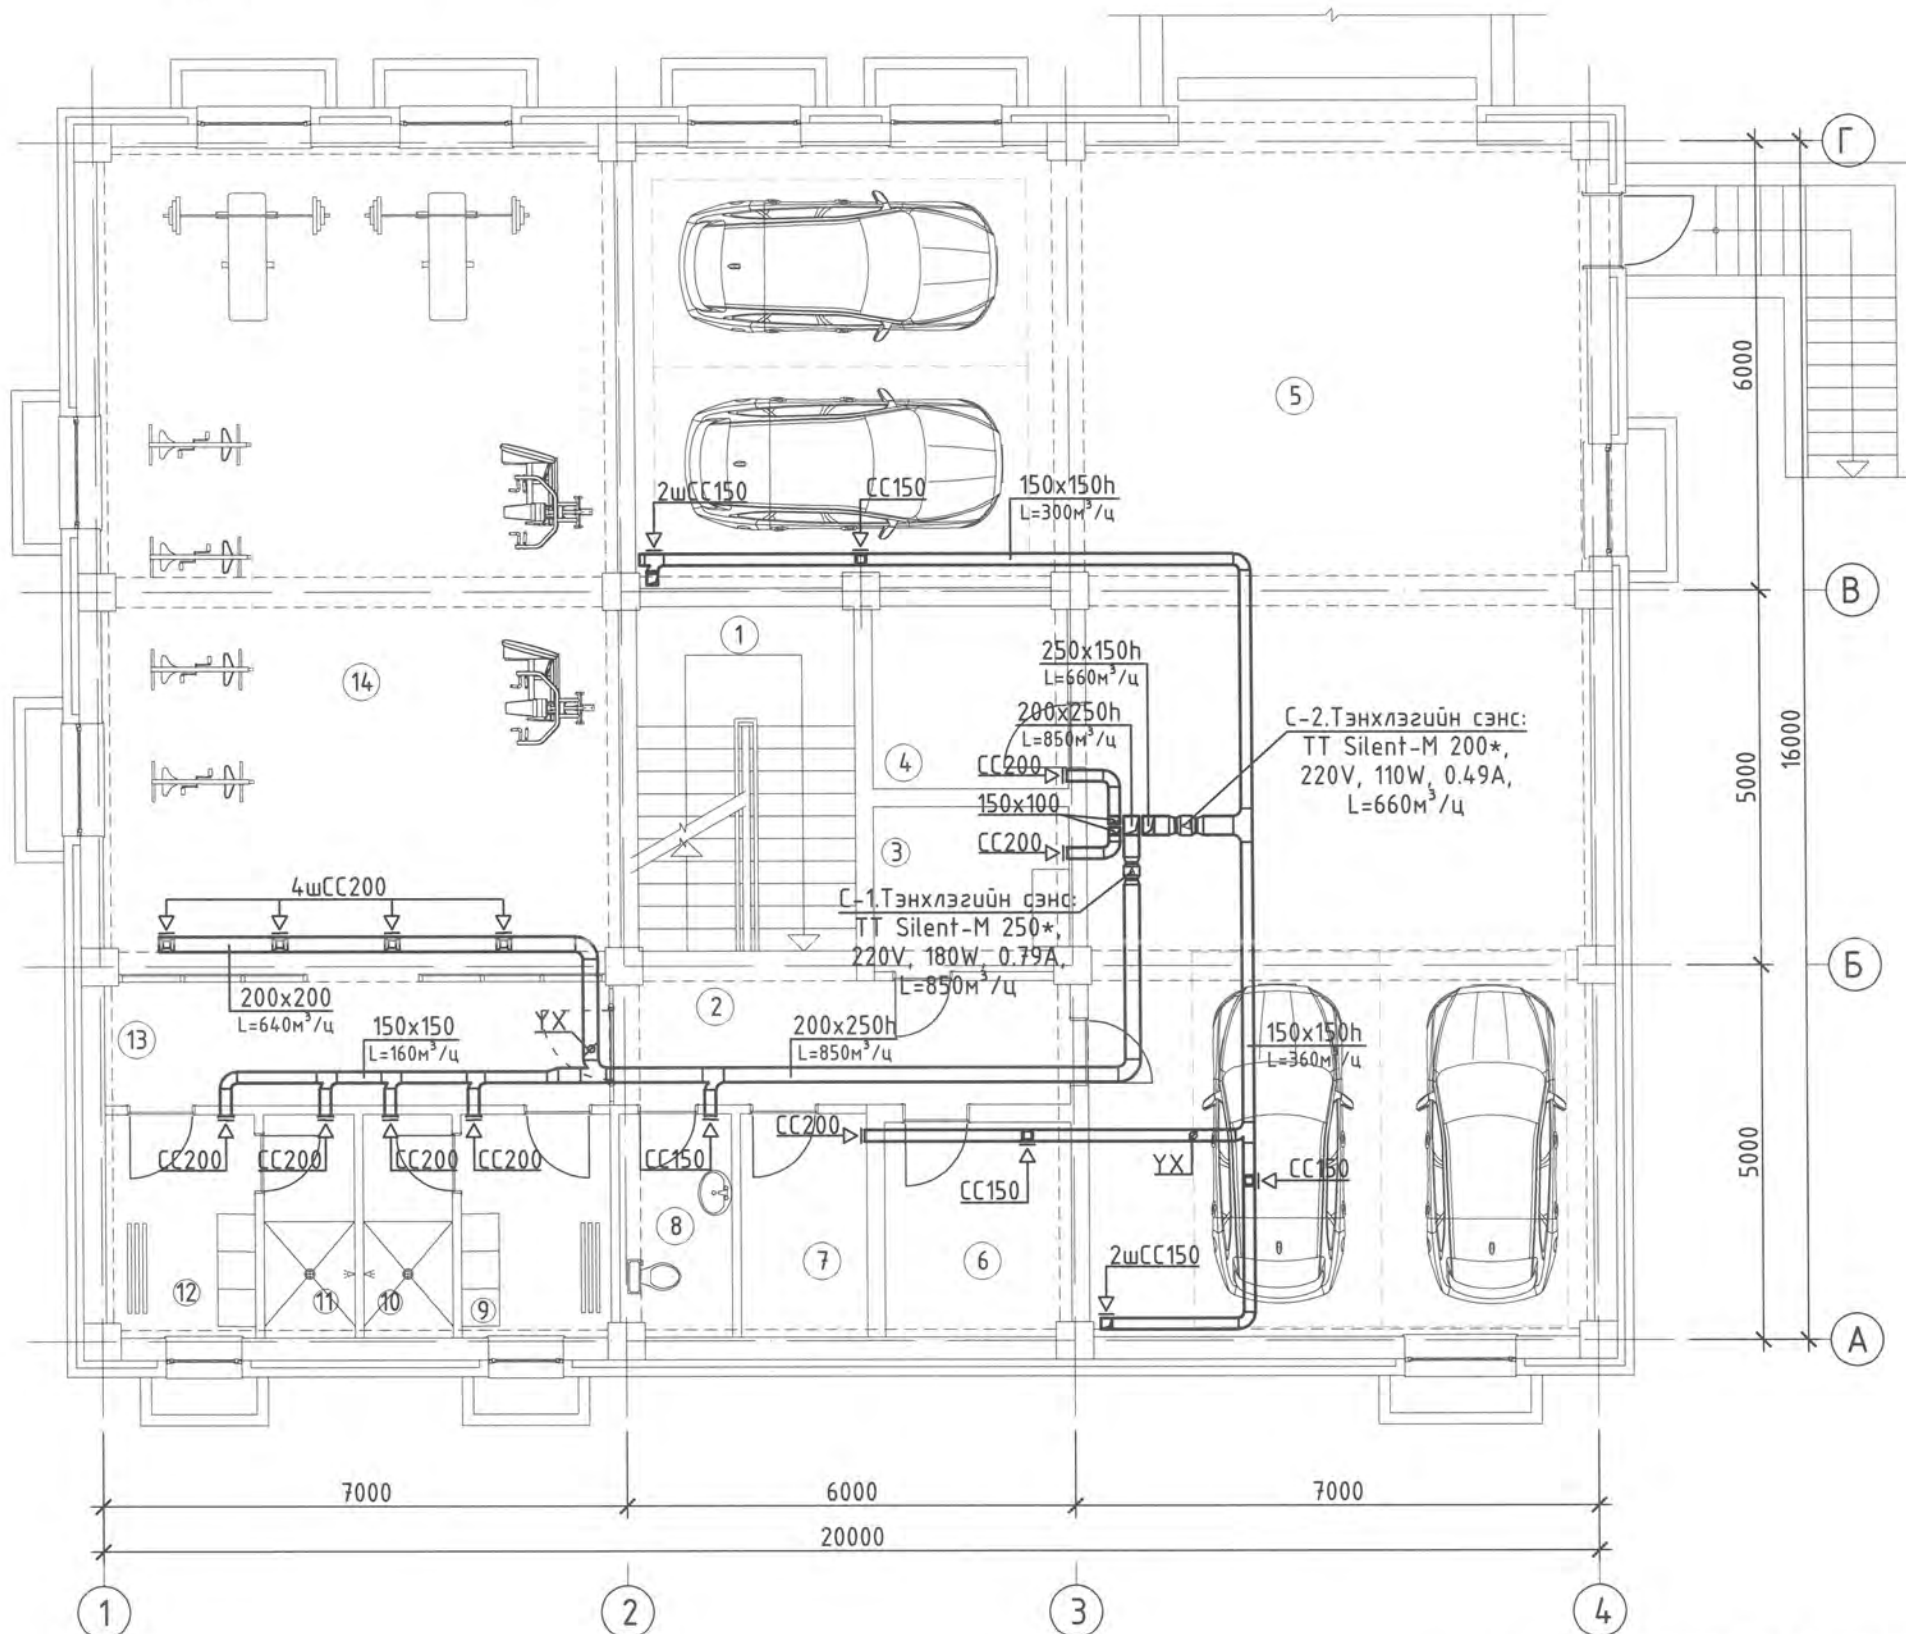 Г
6000
5
2шСС150
СС150
150x150h
L=300м³/ц
В
1
250x150h
L=660м³/ц
14
200x250h
L=850м³/ц
С-2.Тэнхлэгийн сэнс:
TT Silent-M 200*,
220V, 110W, 0.49A,
L=660м³/ц
5000
16000
4
СС200
150x100
СС200
3
4шСС200
С-1.Тэнхлэгийн сэнс:
TT Silent-M 250*,
220V, 180W, 0.79A,
L=850м³/ц
Б
200x200
L=640м³/ц
2
13
150x150
L=160м³/ц
ҮХ
200x250h
L=850м³/ц
150x150h
L=360м³/ц
СС200
СС200
СС200
СС200
СС150
СС200
СС150
ҮХ
СС150
5000
8
7
6
2шСС150
12
11
10
9
А
7000
6000
7000
20000
1
2
3
4